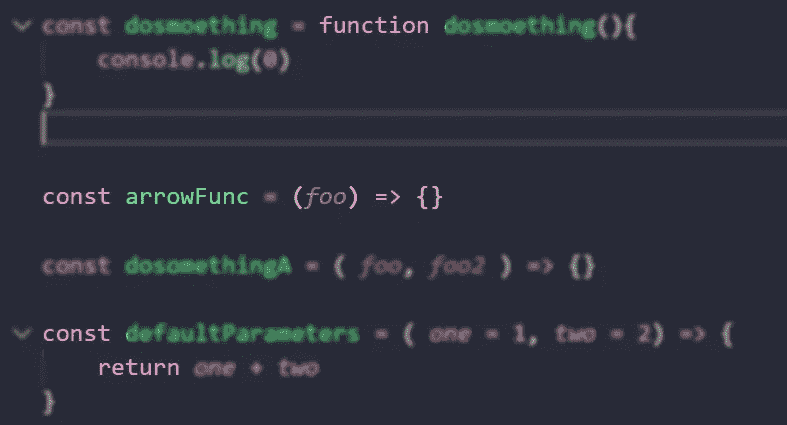 const dosmoething = function dosmoething(){
console.log(0)
}
const arrowFunc = (foo) => {}
const dosomethingA = ( foo, foo2 ) => {}
const defaultParameters = ( one = 1, two = 2) => {
return one + two
}